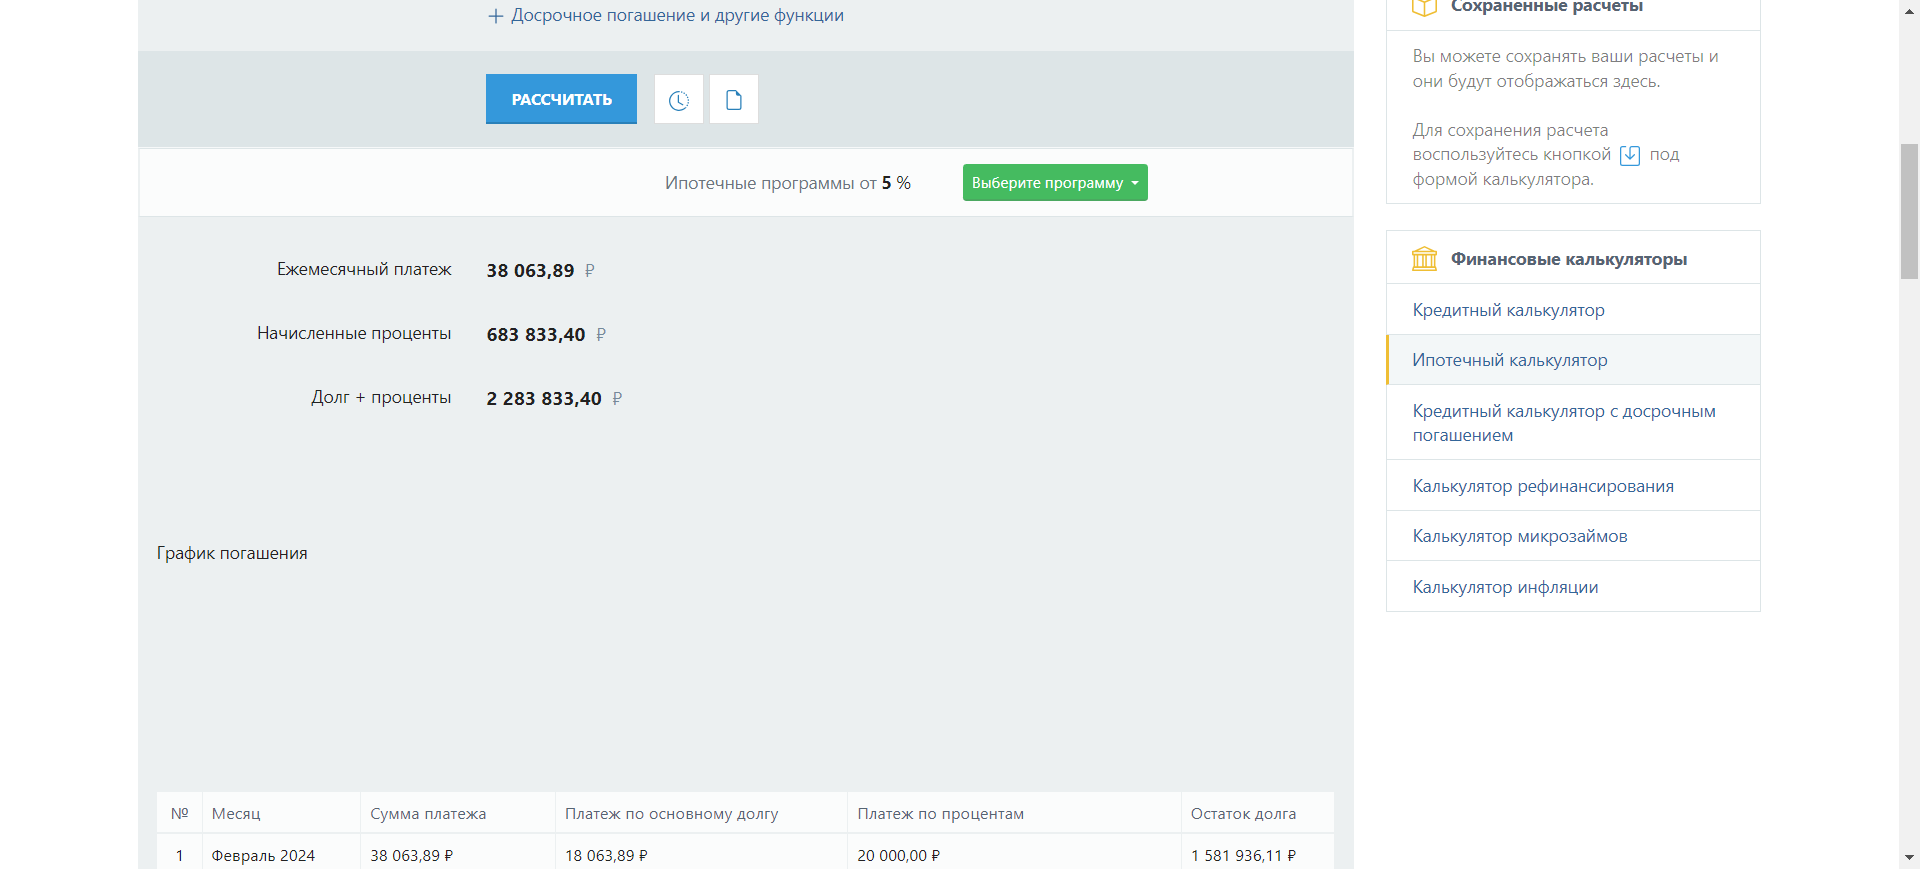 Досрочное погашение и другие функции
РАССЧИТАТЬ
Ипотечные программы от 5 %
Выберите программу
Ежемесячный платеж 38 063,89 ₽
Начисленные проценты 683 833,40 ₽
Долг + проценты 2 283 833,40 ₽
График погашения
№ Месяц Сумма платежа Платеж по основному долгу Платеж по процентам Остаток долга
1 Февраль 2024 38 063,89 ₽ 18 063,89 ₽ 20 000,00 ₽ 1 581 936,11 ₽
Сохраненные расчеты
Вы можете сохранять ваши расчеты и
они будут отображаться здесь.
Для сохранения расчета
воспользуйтесь кнопкой под
формой калькулятора.
Финансовые калькуляторы
Кредитный калькулятор
Ипотечный калькулятор
Кредитный калькулятор с досрочным
погашением
Калькулятор рефинансирования
Калькулятор микрозаймов
Калькулятор инфляции